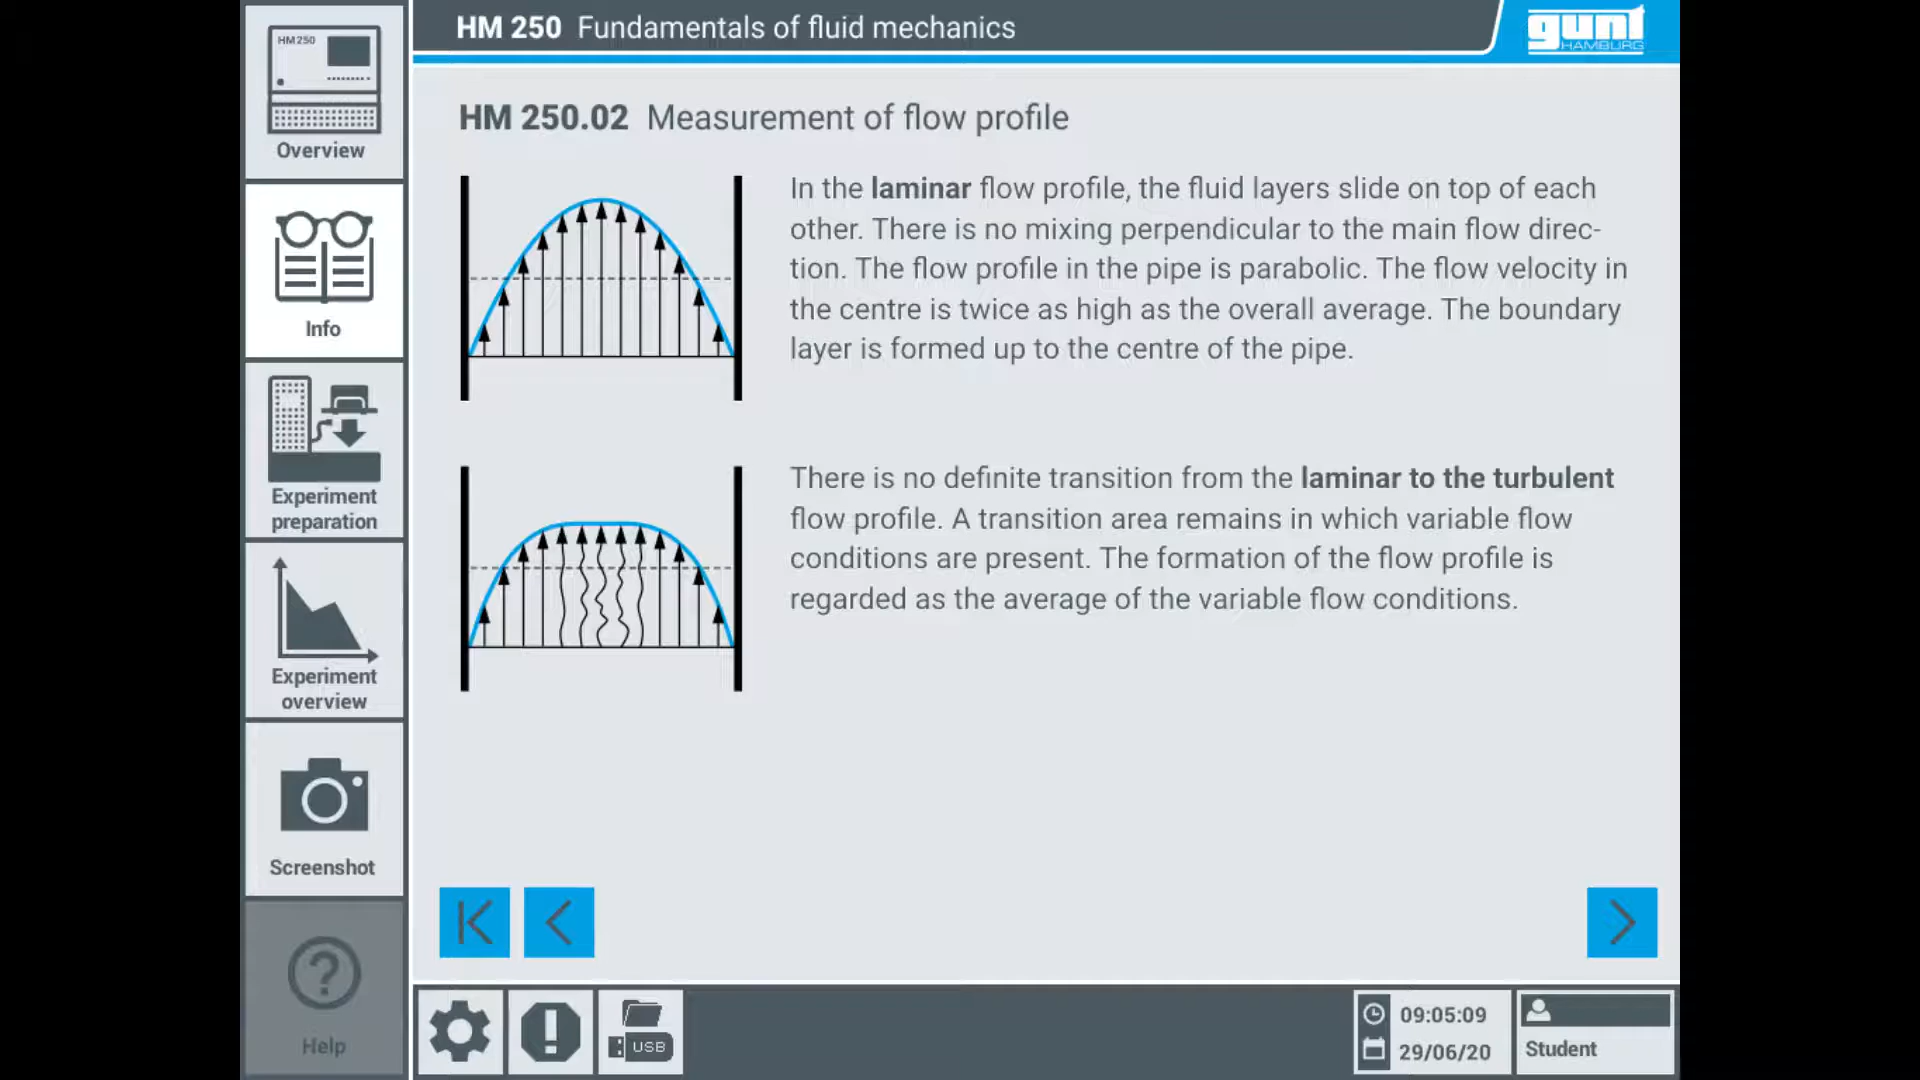 HM 250 Fundamentals of fluid mechanics
gunt
HAMBURG
HM 250
Overview
Info
Experiment
preparation
Experiment
overview
Screenshot
Help
HM 250.02 Measurement of flow profile
In the laminar flow profile, the fluid layers slide on top of each
other. There is no mixing perpendicular to the main flow direc-
tion. The flow profile in the pipe is parabolic. The flow velocity in
the centre is twice as high as the overall average. The boundary
layer is formed up to the centre of the pipe.
There is no definite transition from the laminar to the turbulent
flow profile. A transition area remains in which variable flow
conditions are present. The formation of the flow profile is
regarded as the average of the variable flow conditions.
USB
09:05:09
29/06/20
Student